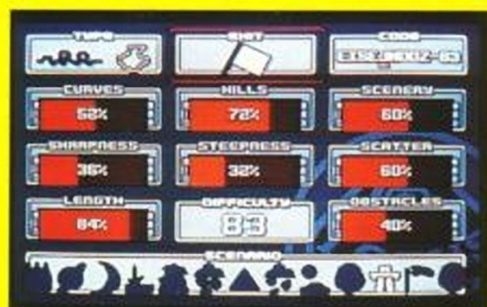 TYPE EXIT CODE
CURVES HILLS SCENERY
52% 72% 60%
SHARPNESS STEEPNESS SCATTER
36% 32% 60%
LENGTH DIFFICULTY OBSTACLES
84% 83 40%
SCENARIO